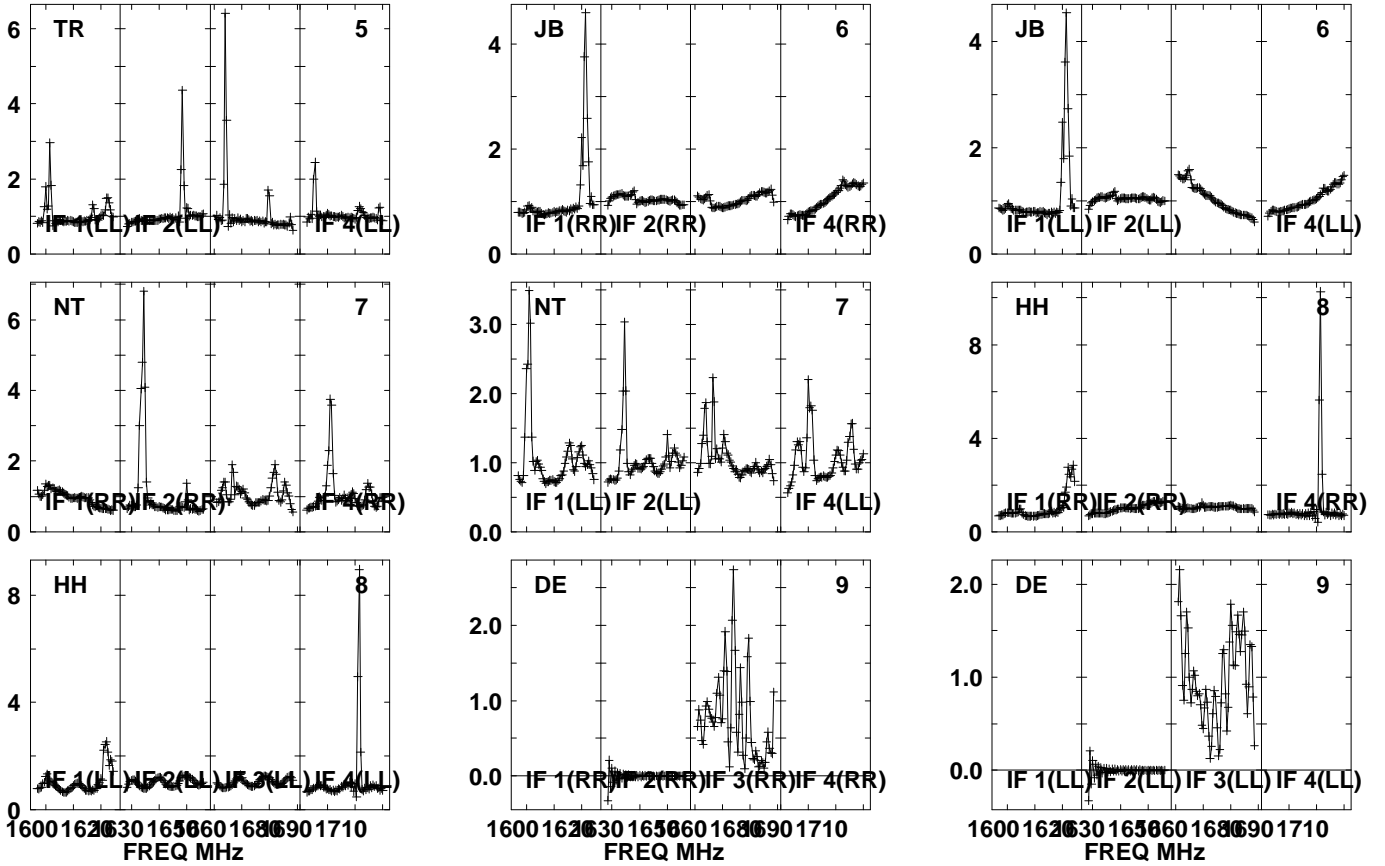 TR 5
6
4
2
0
IF 1(LL) IF 2(LL) IF 4(LL)
JB 6
4
2
0
IF 1(RR) IF 2(RR) IF 4(RR)
JB 6
4
2
0
IF 1(LL) IF 2(LL) IF 4(LL)
NT 7
6
4
2
0
IF 1(RR) IF 2(RR) IF 4(RR)
NT 7
3.0
2.0
1.0
0.0
IF 1(LL) IF 2(LL) IF 4(LL)
HH 8
8
4
0
IF 1(RR) IF 2(RR) IF 4(RR)
HH 8
8
4
0
IF 1(LL) IF 2(LL) IF 3(LL) IF 4(LL)
1600 1620 1630 1650 1660 1680 1690 1710
FREQ MHz
DE 9
2.0
1.0
0.0
IF 1(RR) IF 2(RR) IF 3(RR) IF 4(RR)
1600 1620 1630 1650 1660 1680 1690 1710
FREQ MHz
DE 9
2.0
1.0
0.0
IF 1(LL) IF 2(LL) IF 3(LL) IF 4(LL)
1600 1620 1630 1650 1660 1680 1690 1710
FREQ MHz